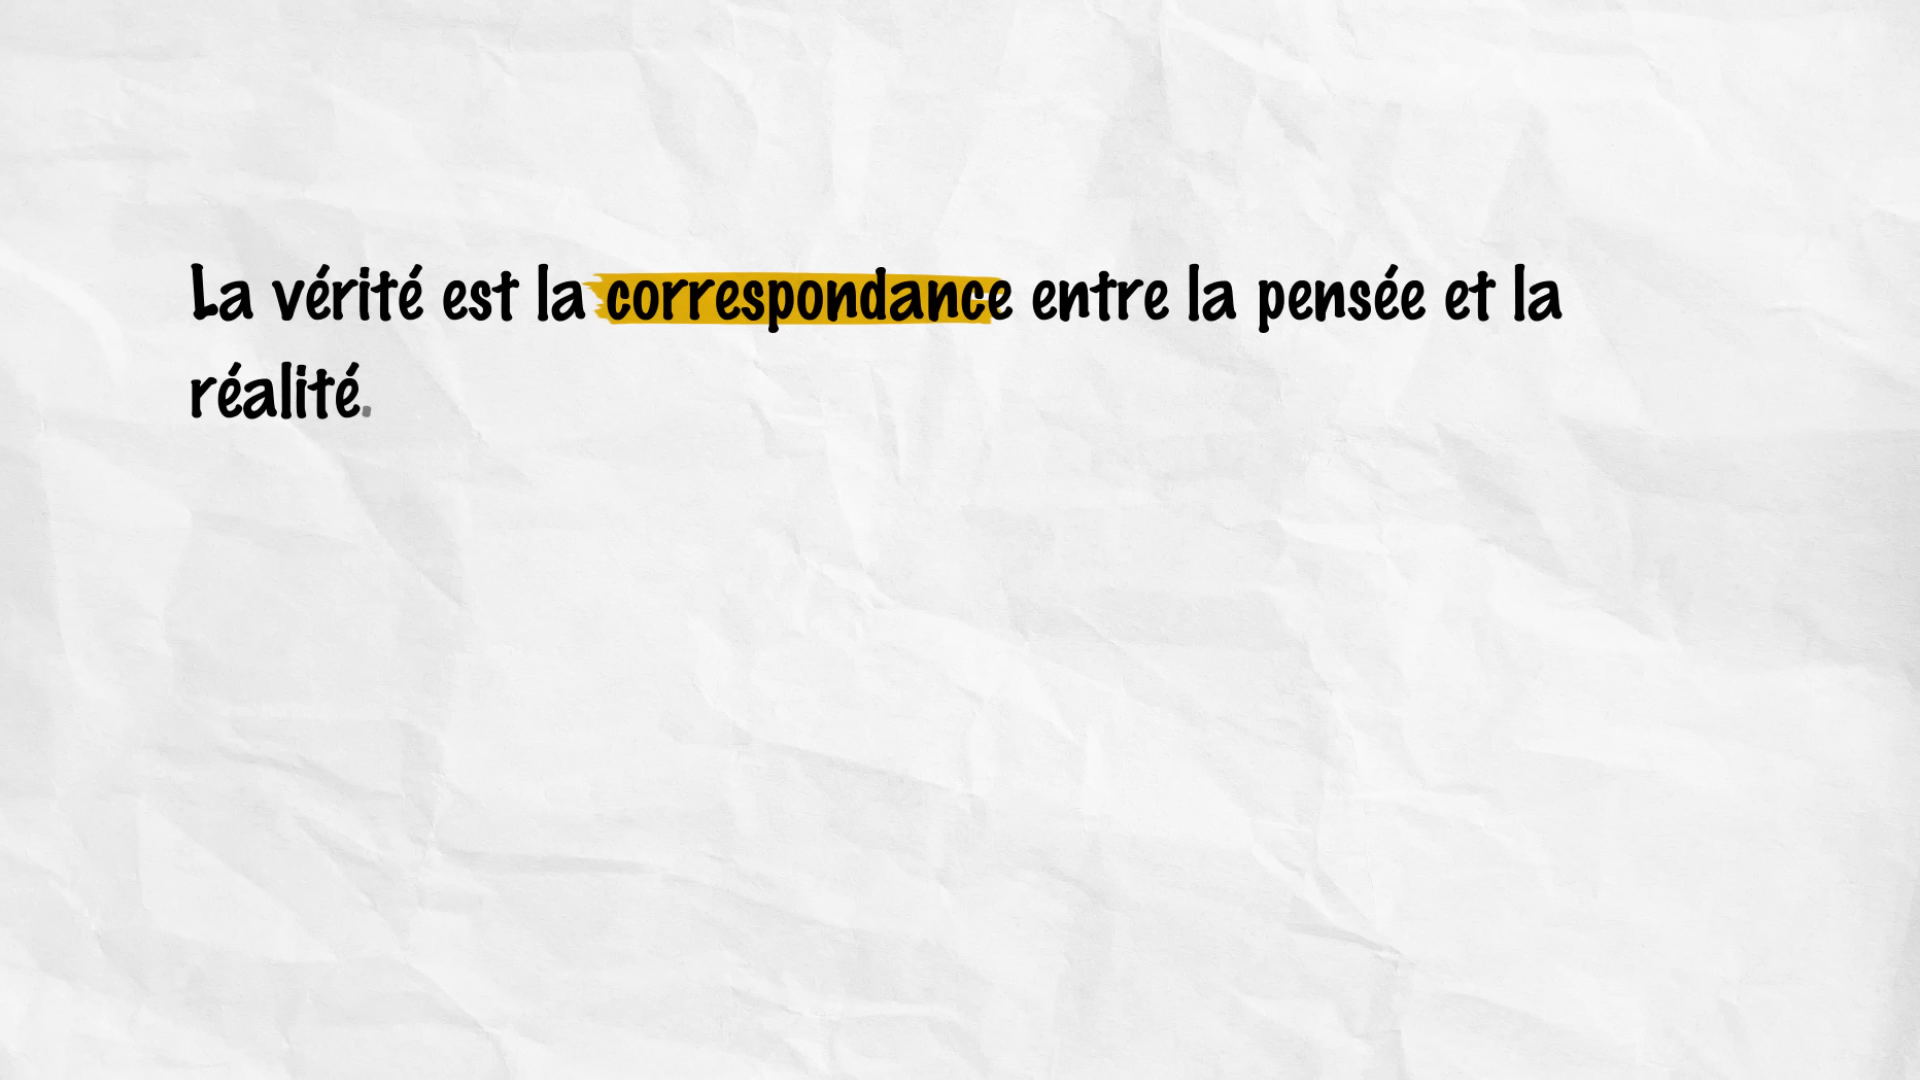 La vérité est la correspondance entre la pensée et la
réalité.